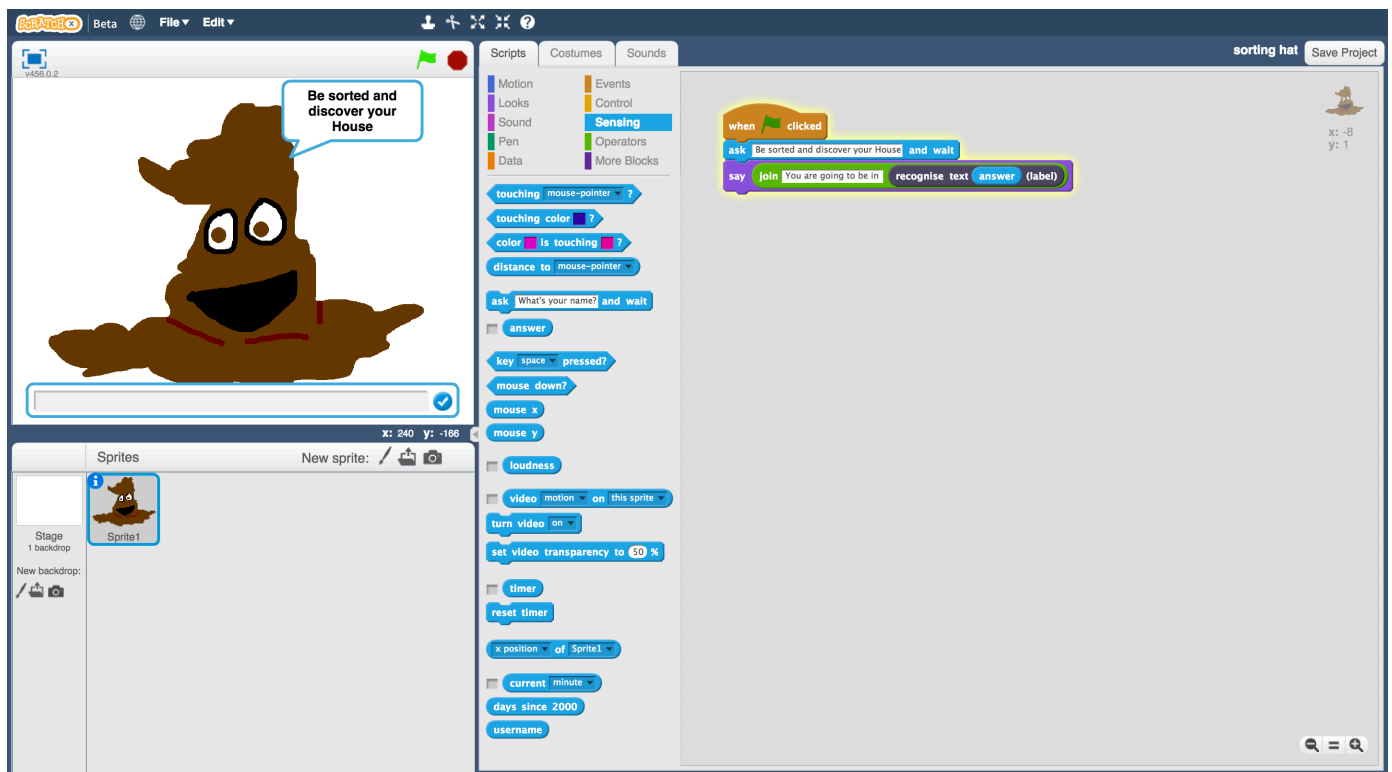 SCRATCHX Beta File▼ Edit▼
v456.0.2
Be sorted and
discover your
House
x: 240 y: -166
Sprites New sprite:
Stage
1 backdrop
New backdrop:
Sprite1
Scripts Costumes Sounds
sorting hat Save Project
Motion Events
Looks Control
Sound Sensing
Pen Operators
Data More Blocks
touching mouse-pointer ?
touching color ?
color is touching ?
distance to mouse-pointer
ask What's your name? and wait
answer
key space pressed?
mouse down?
mouse x
mouse y
loudness
video motion on this sprite
turn video on
set video transparency to 50 %
timer
reset timer
x position of Sprite1
current minute
days since 2000
username
when clicked
ask Be sorted and discover your House and wait
say join You are going to be in recognise text answer (label)
x: -8
y: 1